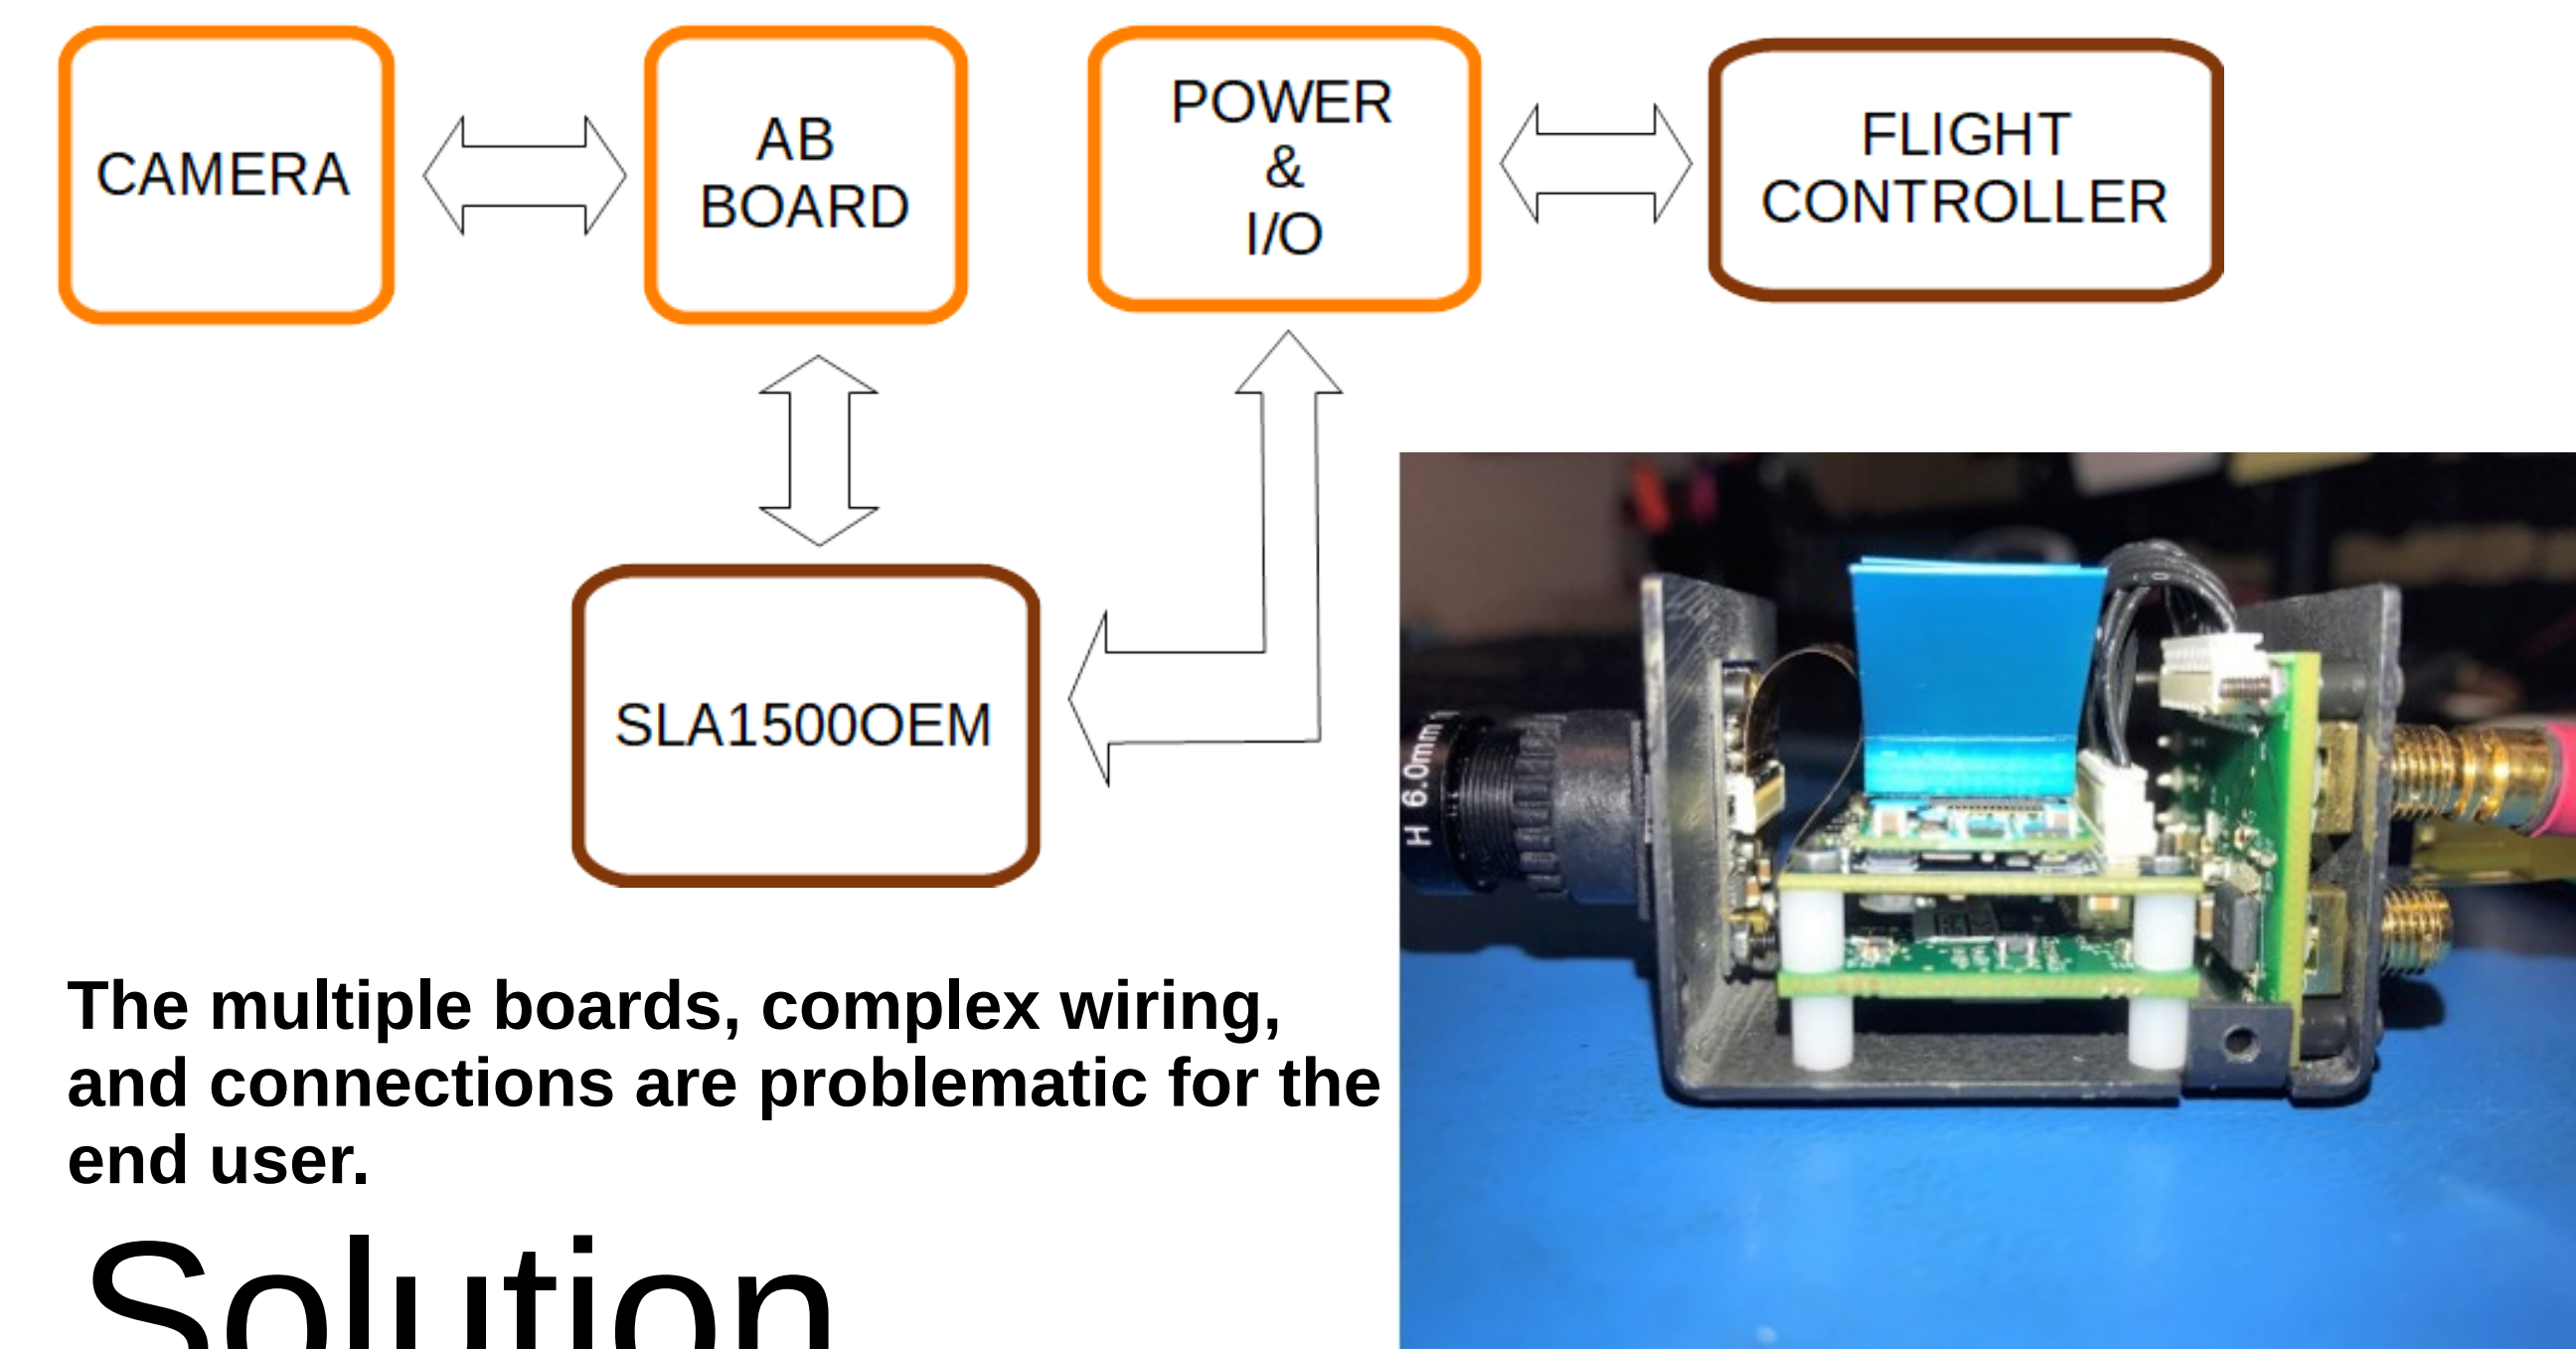 CAMERA
AB
BOARD
POWER
&
I/O
FLIGHT
CONTROLLER
SLA1500OEM
H 6.0mm 1
The multiple boards, complex wiring,
and connections are problematic for the
end user.
Solution